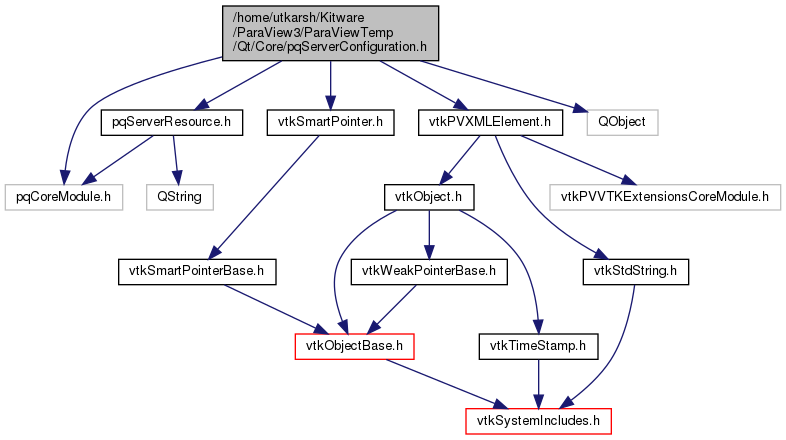 /home/utkarsh/Kitware
/ParaView3/ParaViewTemp
/Qt/Core/pqServerConfiguration.h
pqServerResource.h
vtkSmartPointer.h
vtkPVXMLElement.h
QObject
pqCoreModule.h
QString
vtkObject.h
vtkPVVTKExtensionsCoreModule.h
vtkSmartPointerBase.h
vtkWeakPointerBase.h
vtkStdString.h
vtkObjectBase.h
vtkTimeStamp.h
vtkSystemIncludes.h